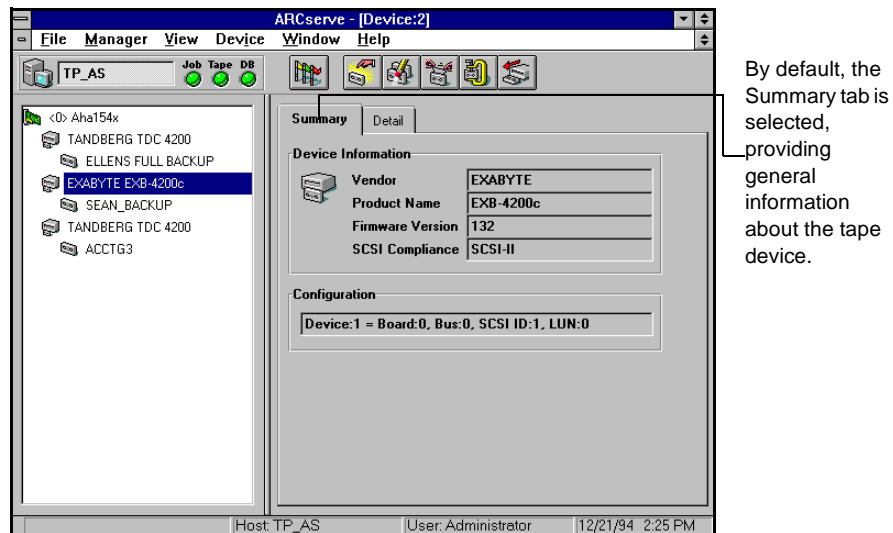 ARCserve - [Device:2]
File Manager View Device Window Help
TP_AS
Job Tape DB
<0> Aha154x
TANDBERG TDC 4200
ELLENS FULL BACKUP
EXABYTE EXB-4200c
SEAN_BACKUP
TANDBERG TDC 4200
ACCTG3
Summary Detail
Device Information
Vendor EXABYTE
Product Name EXB-4200c
Firmware Version 132
SCSI Compliance SCSI-II
Configuration
Device:1 = Board:0, Bus:0, SCSI ID:1, LUN:0
Host: TP_AS User: Administrator 12/21/94 2:25 PM
By default, the
Summary tab is
selected,
providing
general
information
about the tape
device.